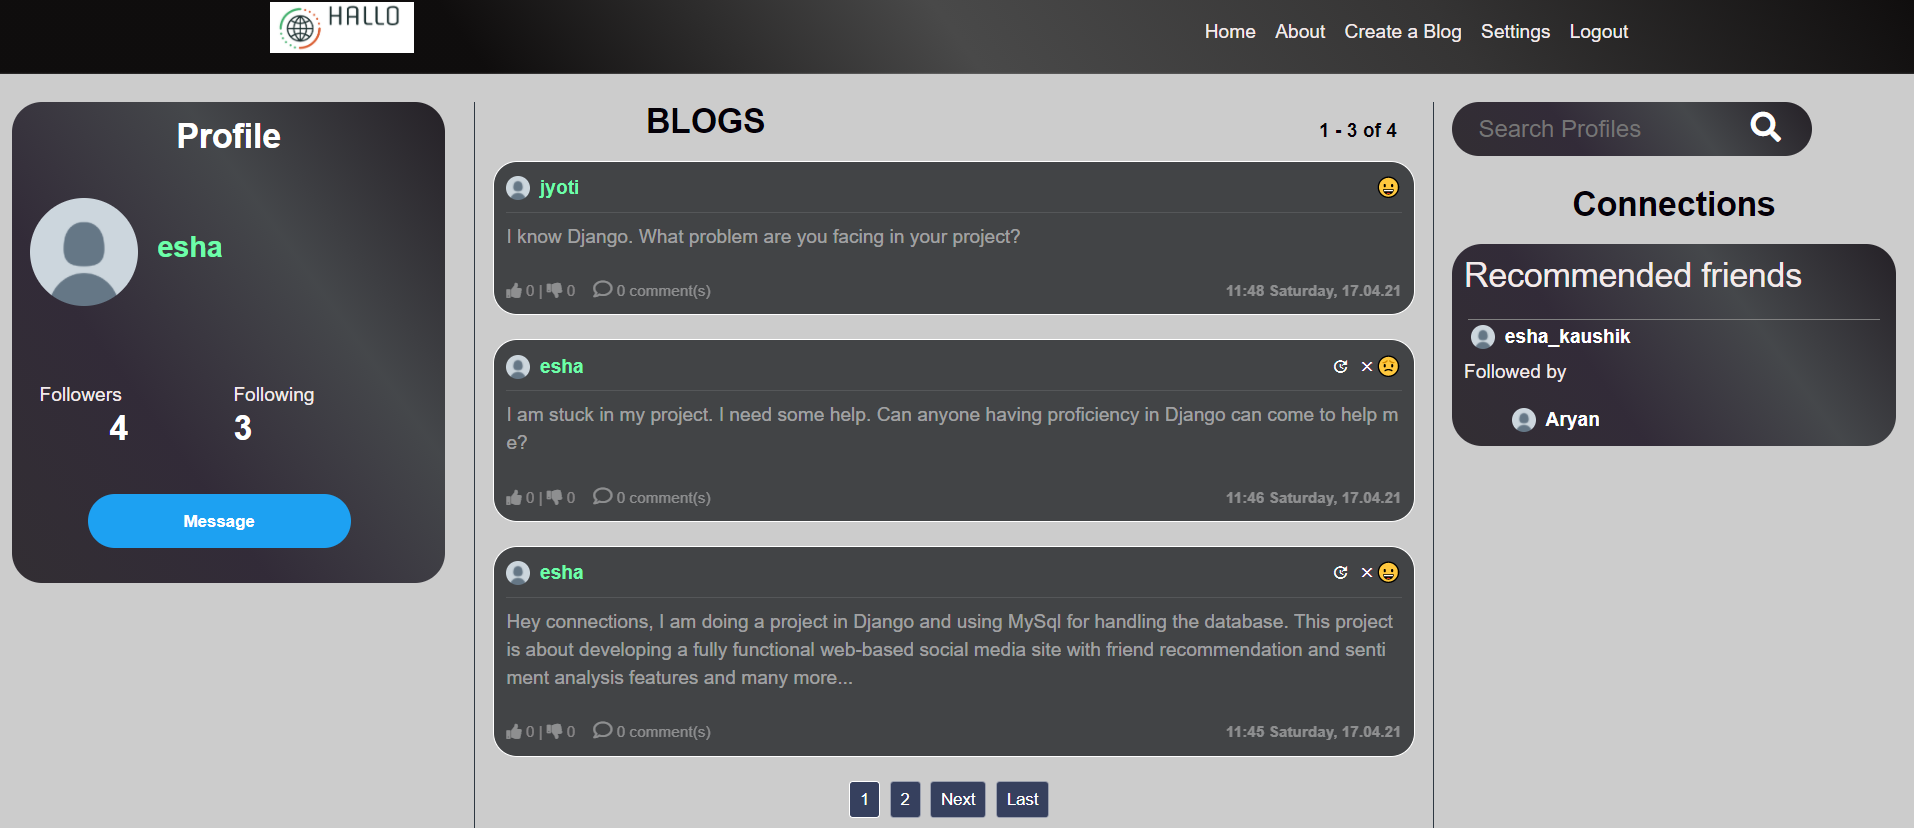 HALLO
Home About Create a Blog Settings Logout
Profile
esha
Followers Following
4 3
Message
BLOGS
1 - 3 of 4
jyoti
I know Django. What problem are you facing in your project?
0 | 0 0 comment(s) 11:48 Saturday, 17.04.21
esha
I am stuck in my project. I need some help. Can anyone having proficiency in Django can come to help m
e?
0 | 0 0 comment(s) 11:46 Saturday, 17.04.21
esha
Hey connections, I am doing a project in Django and using MySql for handling the database. This project
is about developing a fully functional web-based social media site with friend recommendation and senti
ment analysis features and many more...
0 | 0 0 comment(s) 11:45 Saturday, 17.04.21
1 2 Next Last
Search Profiles
Connections
Recommended friends
esha_kaushik
Followed by
Aryan